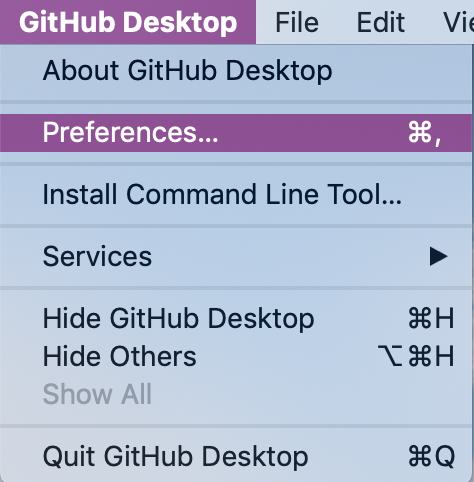 GitHub Desktop File Edit
About GitHub Desktop
Preferences... ⌘,
Install Command Line Tool...
Services ▶
Hide GitHub Desktop ⌘H
Hide Others ⌥⌘H
Show All
Quit GitHub Desktop ⌘Q